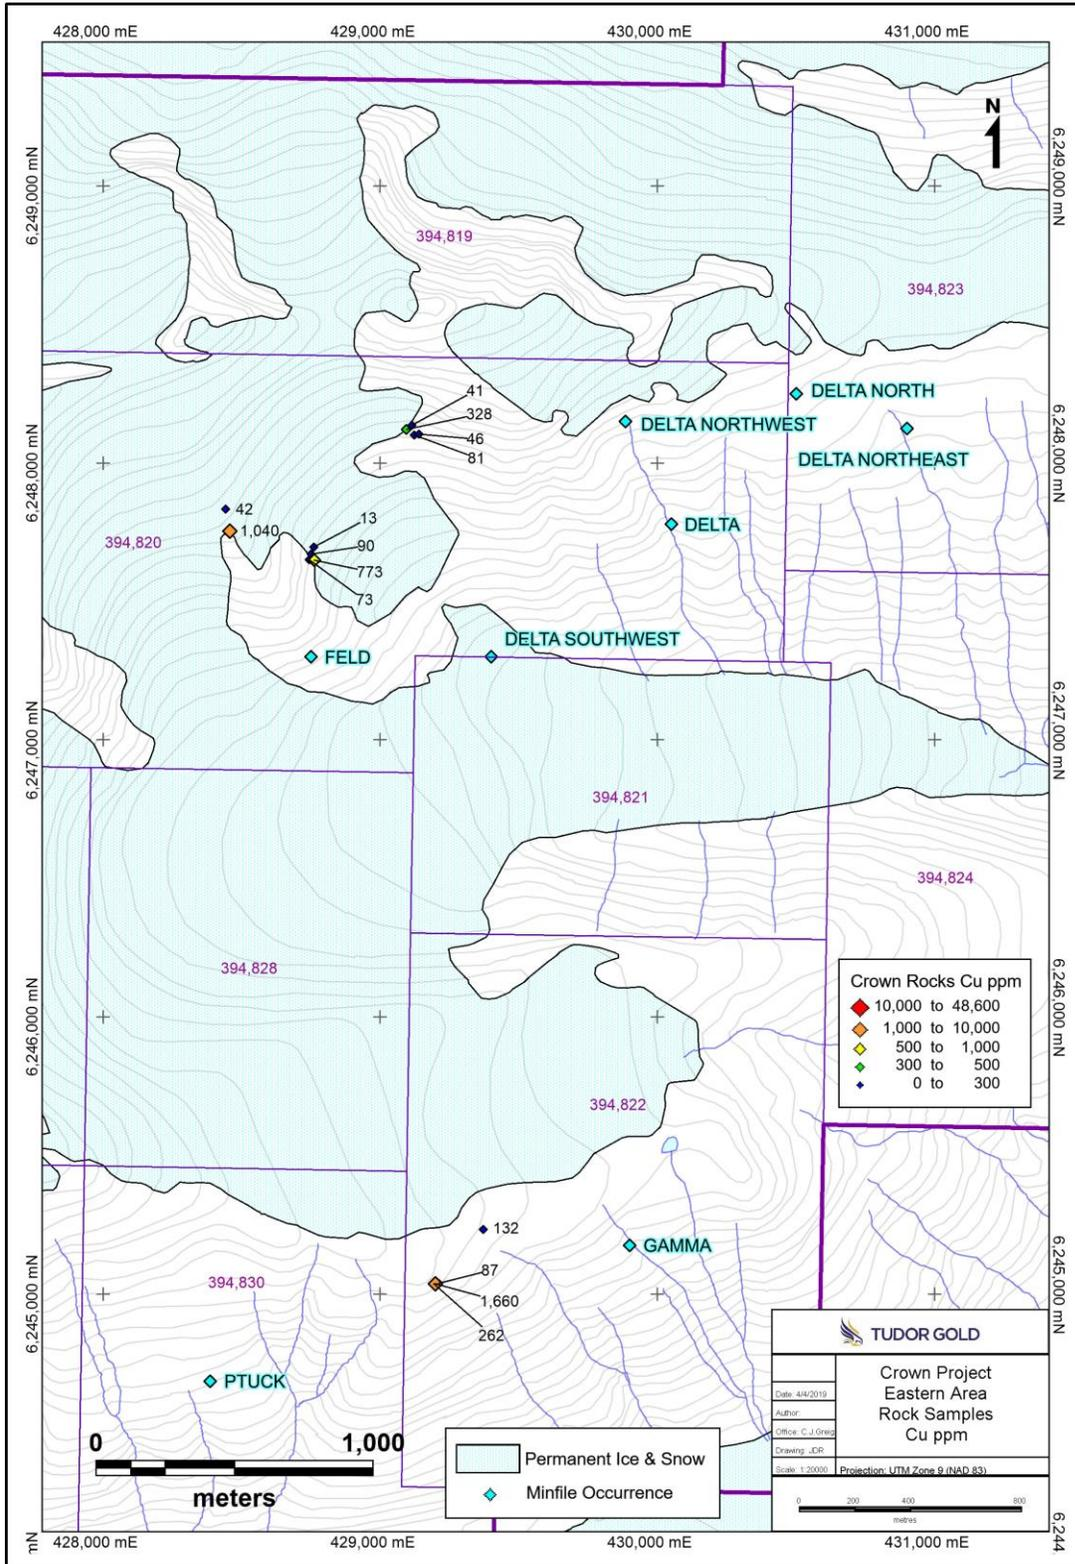 428,000 mE
429,000 mE
430,000 mE
431,000 mE
N
6,249,000 mN
6,249,000 mN
394,819
394,823
41
328
46
81
DELTA NORTH
DELTA NORTHWEST
DELTA NORTHEAST
6,248,000 mN
6,248,000 mN
42
1,040
13
90
773
73
394,820
DELTA
FELD
DELTA SOUTHWEST
6,247,000 mN
6,247,000 mN
394,821
394,824
394,828
Crown Rocks Cu ppm
10,000 to 48,600
1,000 to 10,000
500 to 1,000
300 to 500
0 to 300
6,246,000 mN
6,246,000 mN
394,822
132
GAMMA
87
1,660
262
394,830
6,245,000 mN
6,245,000 mN
PTUCK
TUDOR GOLD
Crown Project
Eastern Area
Rock Samples
Cu ppm
Date: 4/4/2019
Author:
Office: C.J.Greig
Drawing: JDR
Scale: 1:20000
Projection: UTM Zone 9 (NAD 83)
0 200 400 800
metres
0 1,000
meters
Permanent Ice & Snow
Minfile Occurrence
mN
6,244
428,000 mE
429,000 mE
430,000 mE
431,000 mE